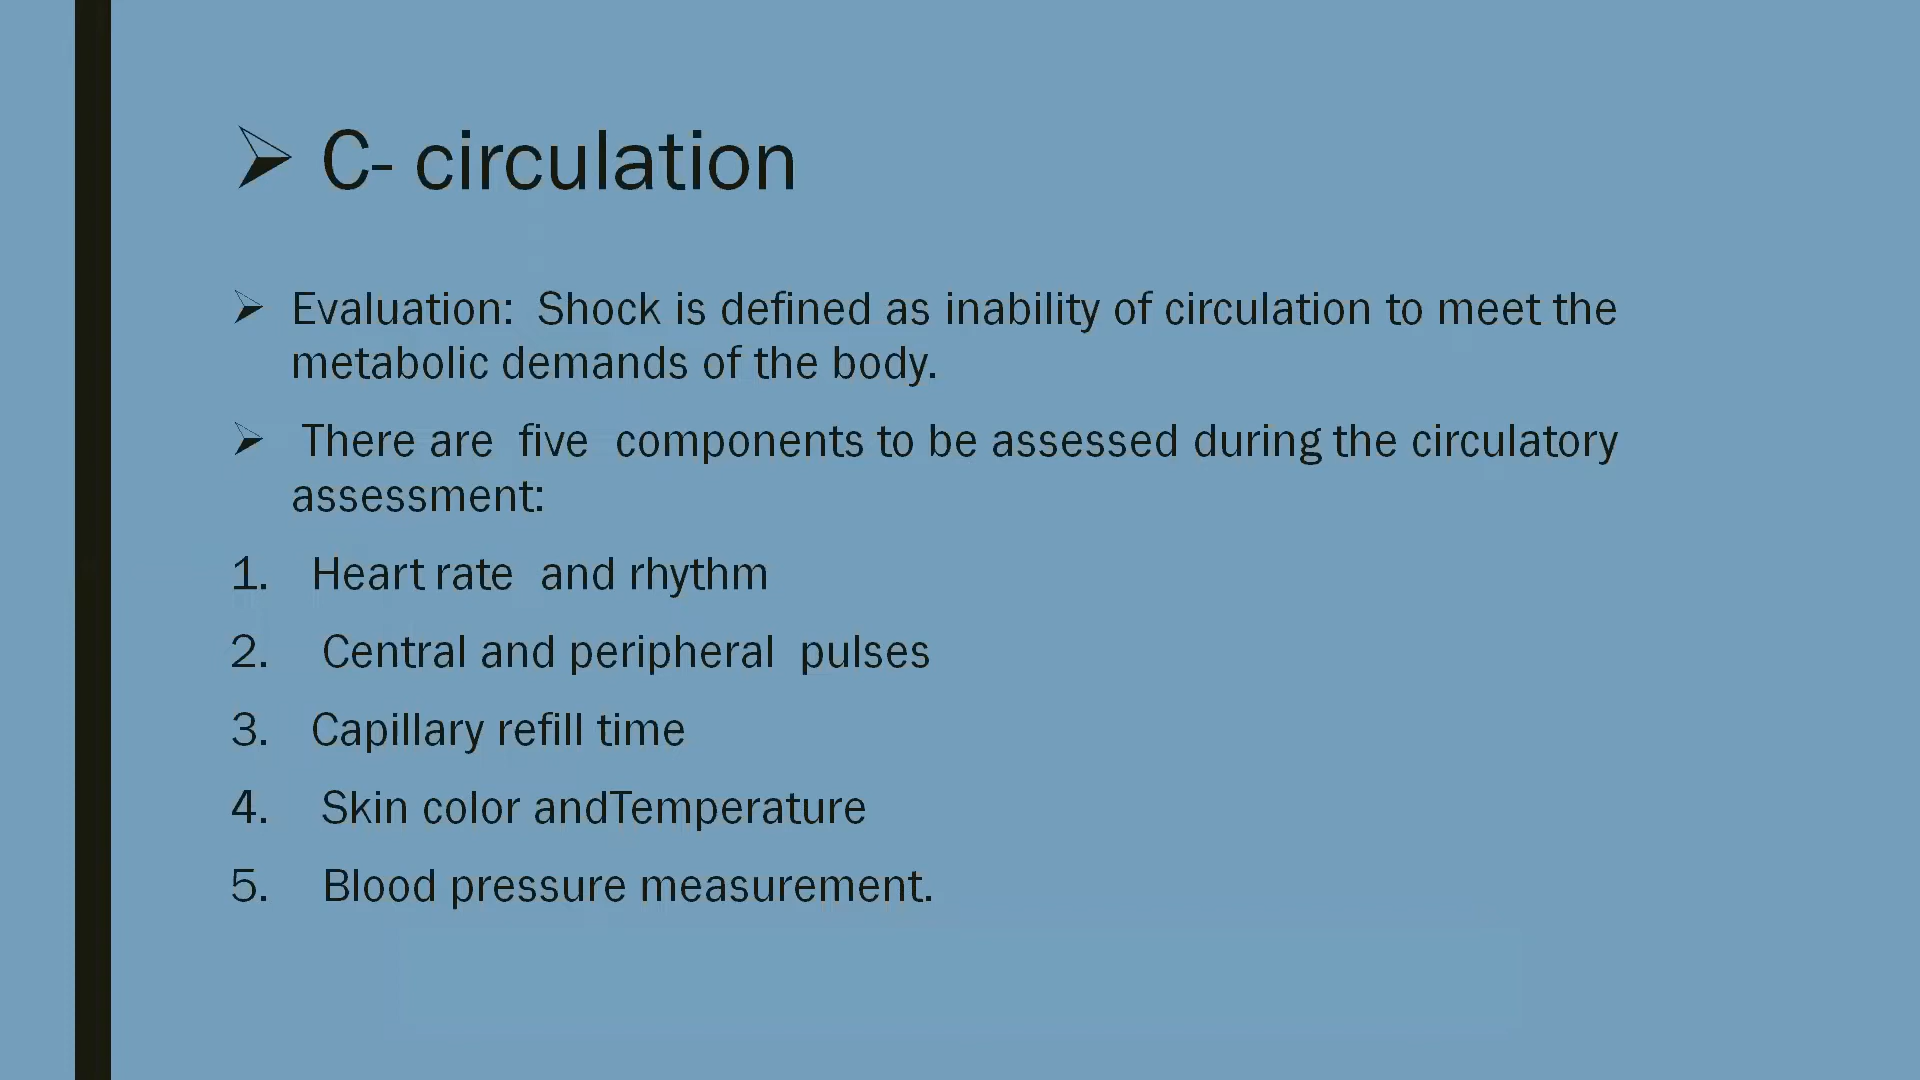 ➢ C- circulation
➢ Evaluation: Shock is defined as inability of circulation to meet the
metabolic demands of the body.
➢ There are five components to be assessed during the circulatory
assessment:
1. Heart rate and rhythm
2. Central and peripheral pulses
3. Capillary refill time
4. Skin color andTemperature
5. Blood pressure measurement.